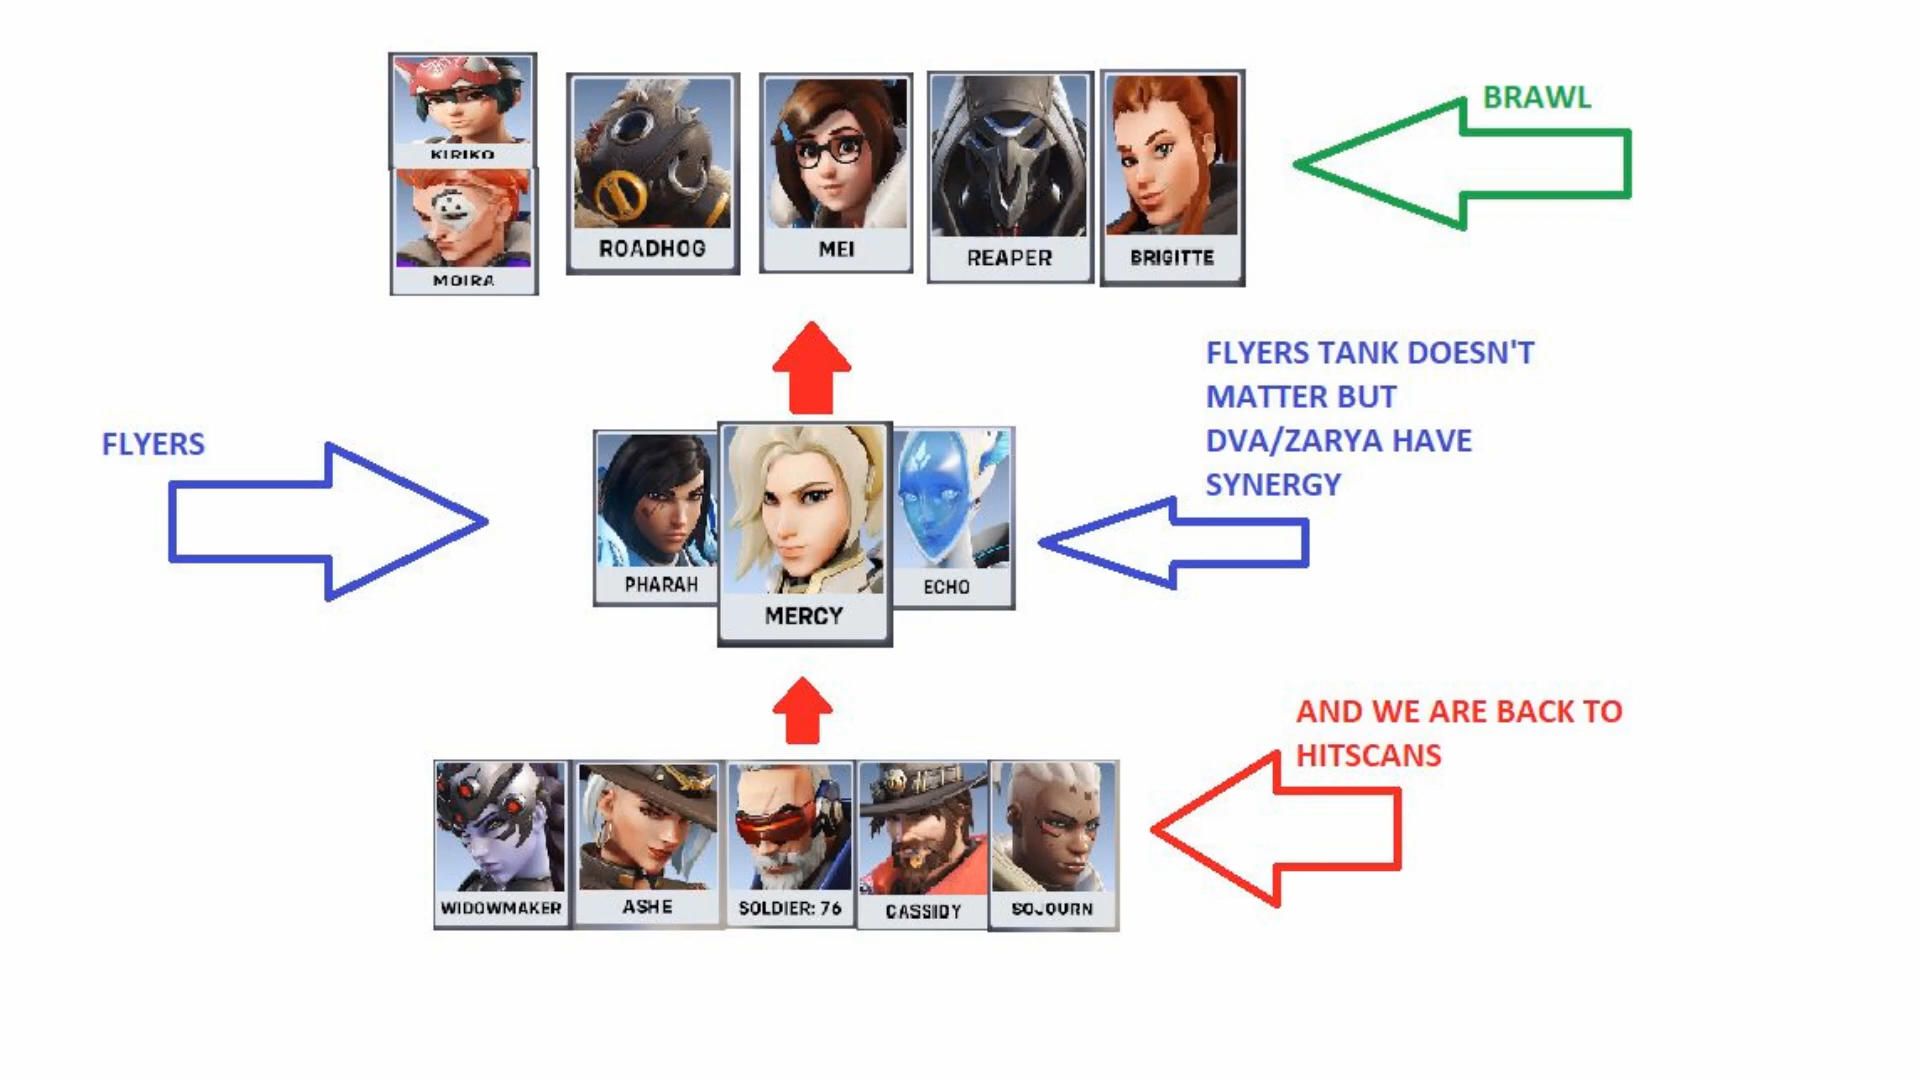 BRAWL
KIRIKO
MOIRA
ROADHOG
MEI
REAPER
BRIGITTE
FLYERS
FLYERS TANK DOESN'T
MATTER BUT
DVA/ZARYA HAVE
SYNERGY
PHARAH
MERCY
ECHO
AND WE ARE BACK TO
HITSCANS
WIDOWMAKER
ASHE
SOLDIER: 76
CASSIDY
SOJOURN